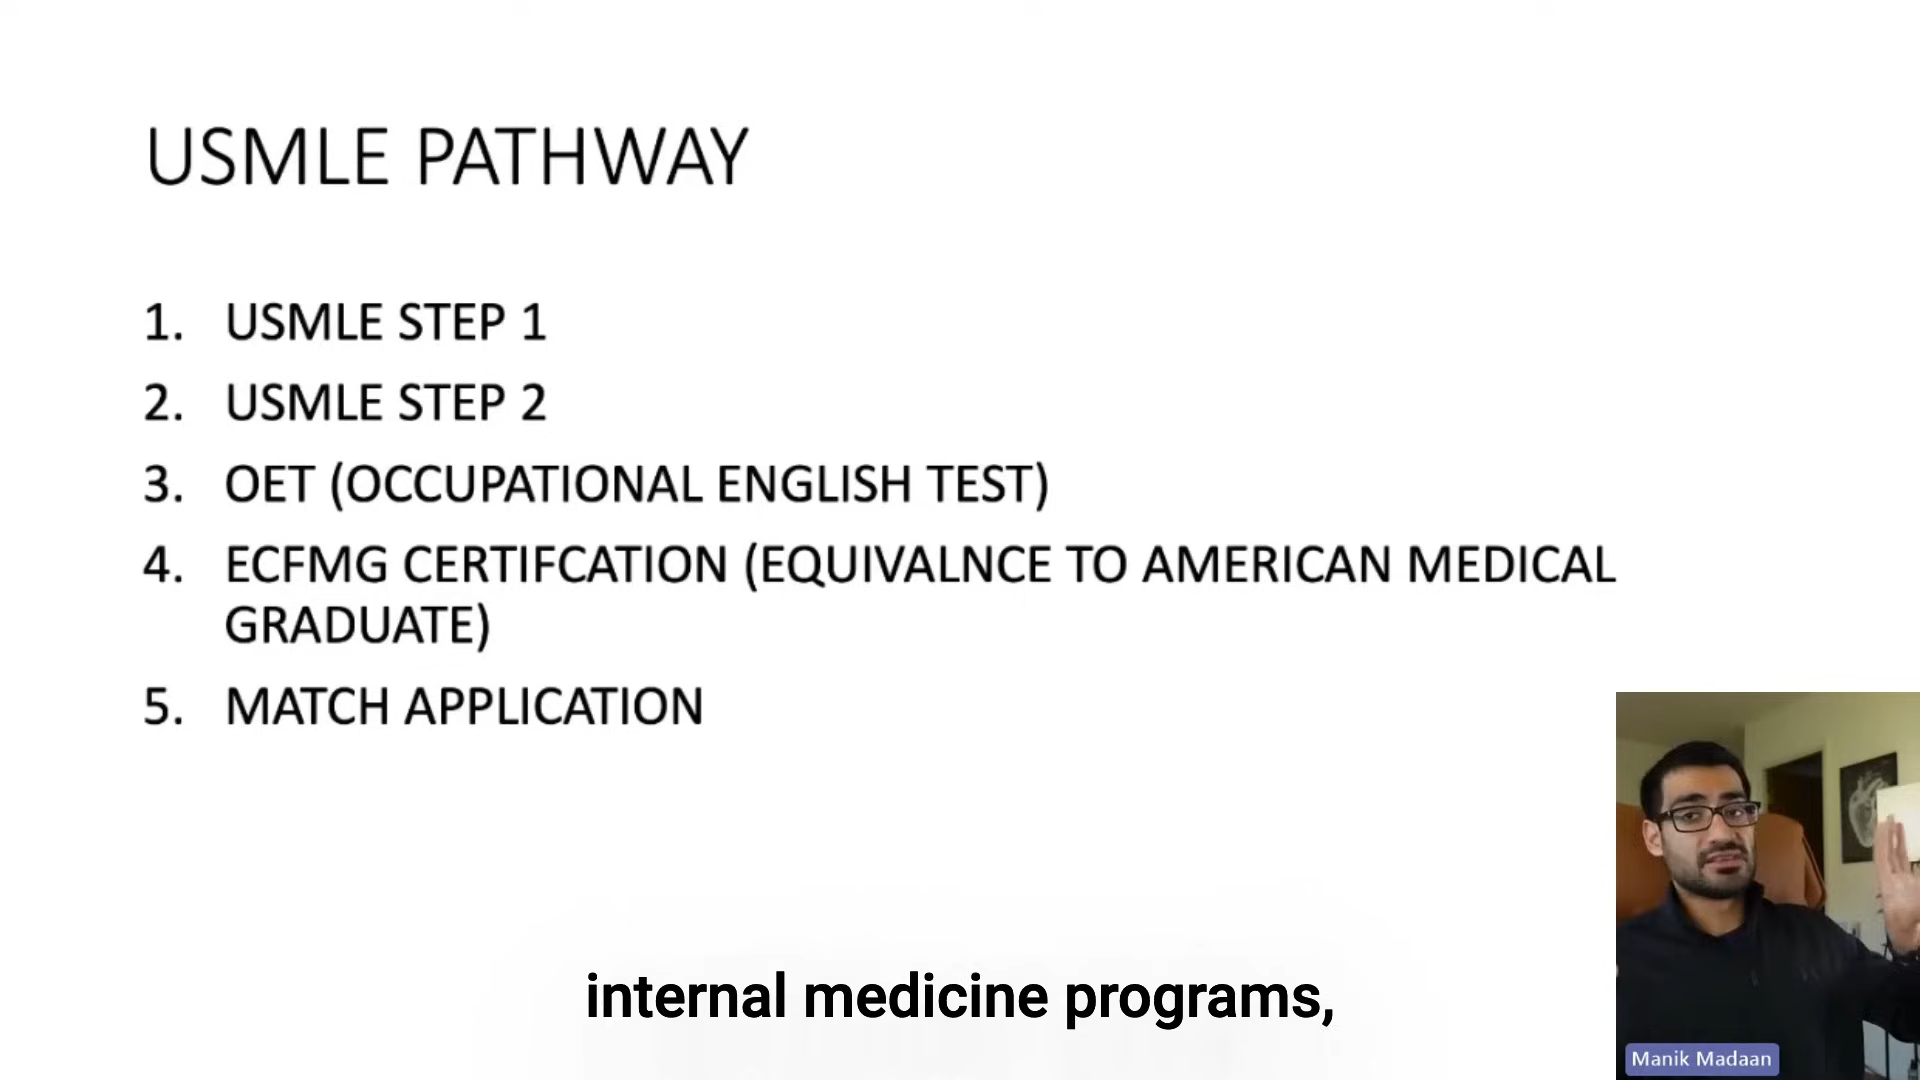 USMLE PATHWAY
1. USMLE STEP 1
2. USMLE STEP 2
3. OET (OCCUPATIONAL ENGLISH TEST)
4. ECFMG CERTIFCATION (EQUIVALNCE TO AMERICAN MEDICAL
GRADUATE)
5. MATCH APPLICATION
internal medicine programs,
Manik Madaan